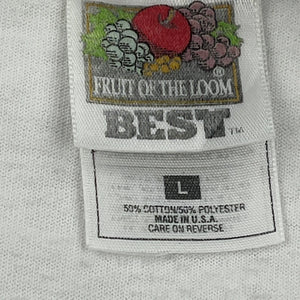 FRUIT OF THE LOOM ®
BEST ™
L
50% COTTON/50% POLYESTER
MADE IN U.S.A.
CARE ON REVERSE